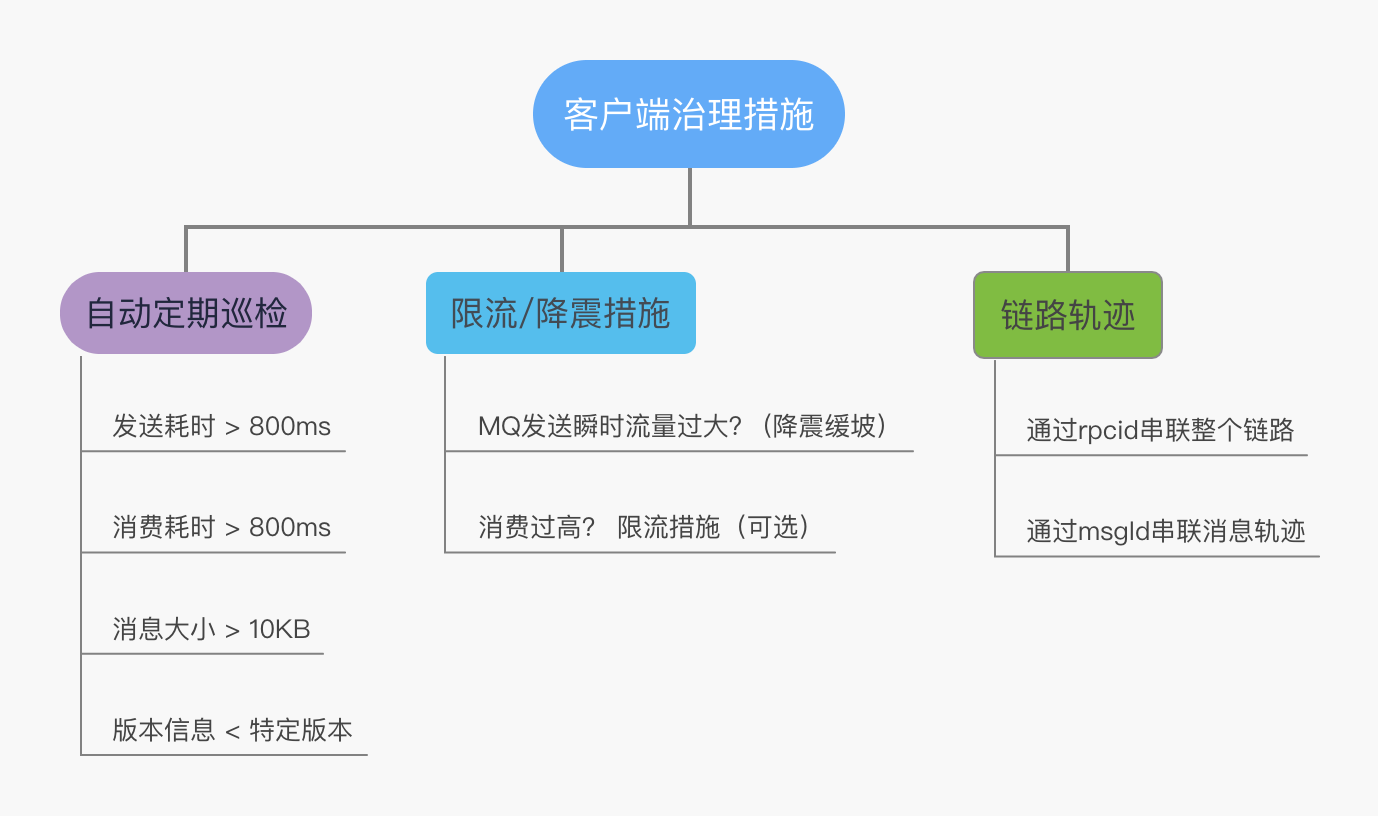 客户端治理措施
自动定期巡检
发送耗时 > 800ms
消费耗时 > 800ms
消息大小 > 10KB
版本信息 < 特定版本
限流/降震措施
MQ发送瞬时流量过大？（降震缓坡）
消费过高？ 限流措施（可选）
链路轨迹
通过rpcid串联整个链路
通过msgId串联消息轨迹